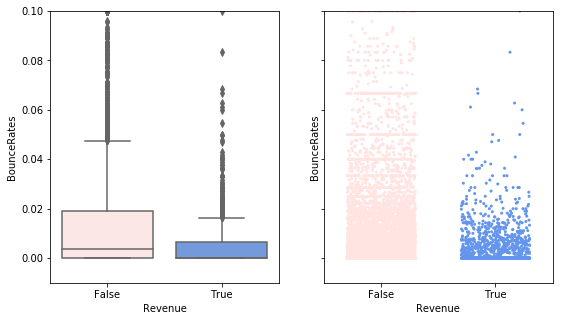 0.10
0.08
0.06
0.04
0.02
0.00
BounceRates
False
True
Revenue
BounceRates
False
True
Revenue